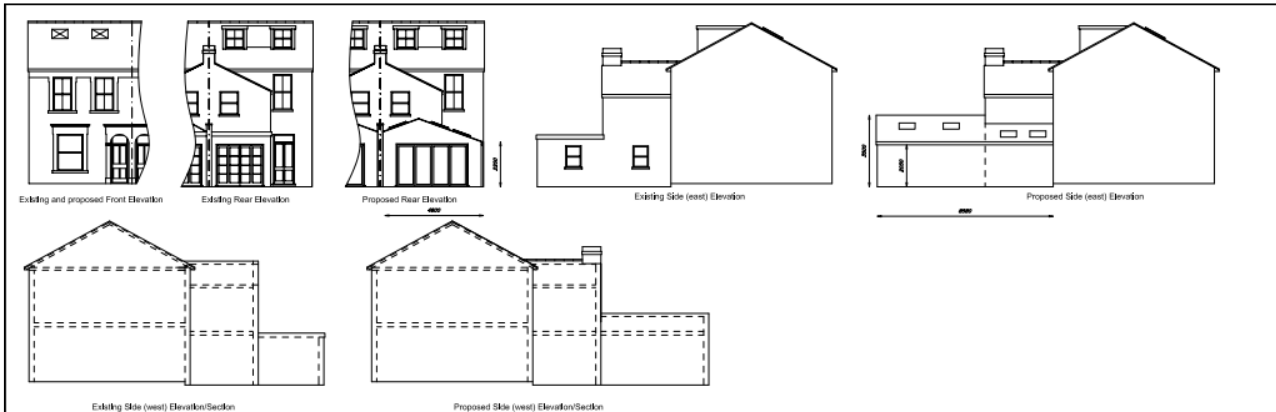 Existing and proposed Front Elevation
Existing Rear Elevation
Proposed Rear Elevation
4600
Existing Side (east) Elevation
Proposed Side (east) Elevation
Existing Side (west) Elevation/Section
Proposed Side (west) Elevation/Section